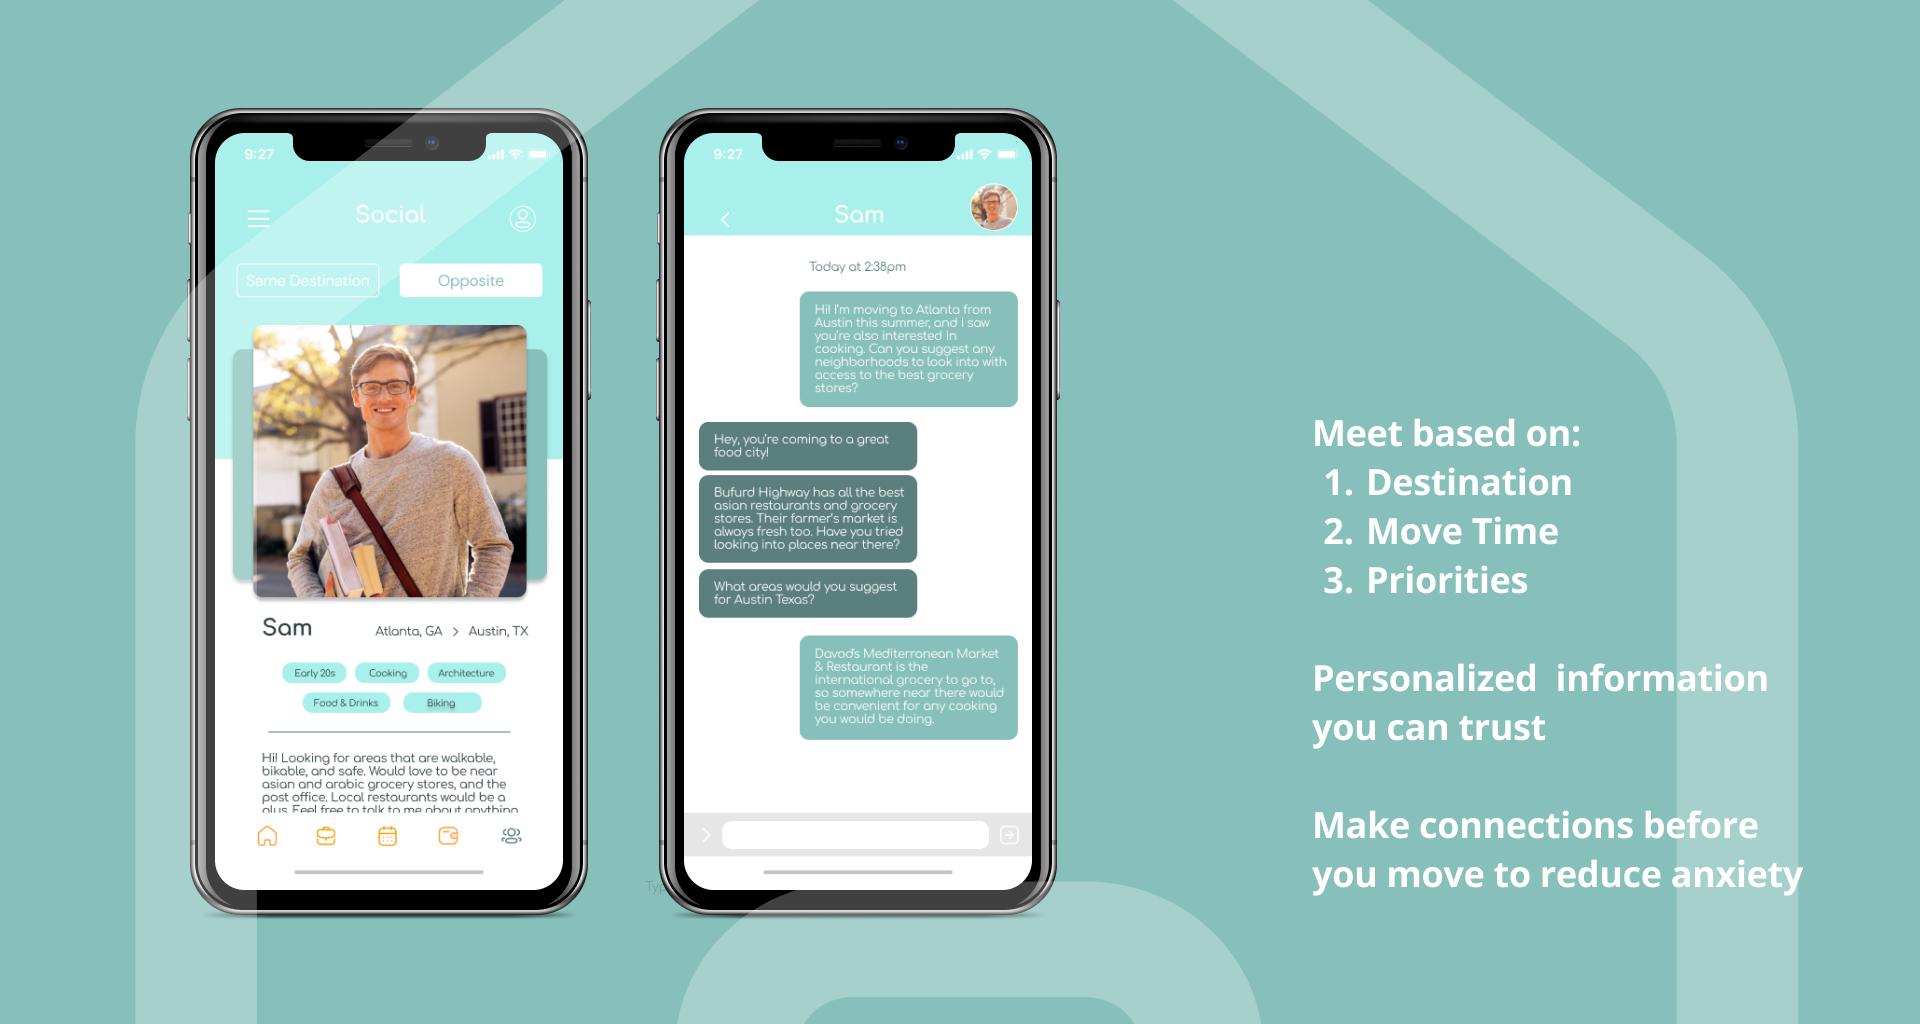 9:27
Social
Same Destination
Opposite
Sam
Atlanta, GA > Austin, TX
Early 20s
Cooking
Architecture
Food & Drinks
Biking
Hi! Looking for areas that are walkable,
bikable, and safe. Would love to be near
asian and arabic grocery stores, and the
post office. Local restaurants would be a
plus. Feel free to talk to me about anything
9:27
Sam
Today at 2:38pm
Hi! I'm moving to Atlanta from
Austin this summer, and I saw
you're also interested in
cooking. Can you suggest any
neighborhoods to look into with
access to the best grocery
stores?
Hey, you're coming to a great
food city!
Bufurd Highway has all the best
asian restaurants and grocery
stores. Their farmer's market is
always fresh too. Have you tried
looking into places near there?
What areas would you suggest
for Austin Texas?
Davod's Mediterranean Market
& Restaurant is the
international grocery to go to,
so somewhere near there would
be convenient for any cooking
you would be doing.
Typ
Meet based on:
1. Destination
2. Move Time
3. Priorities
Personalized information
you can trust
Make connections before
you move to reduce anxiety